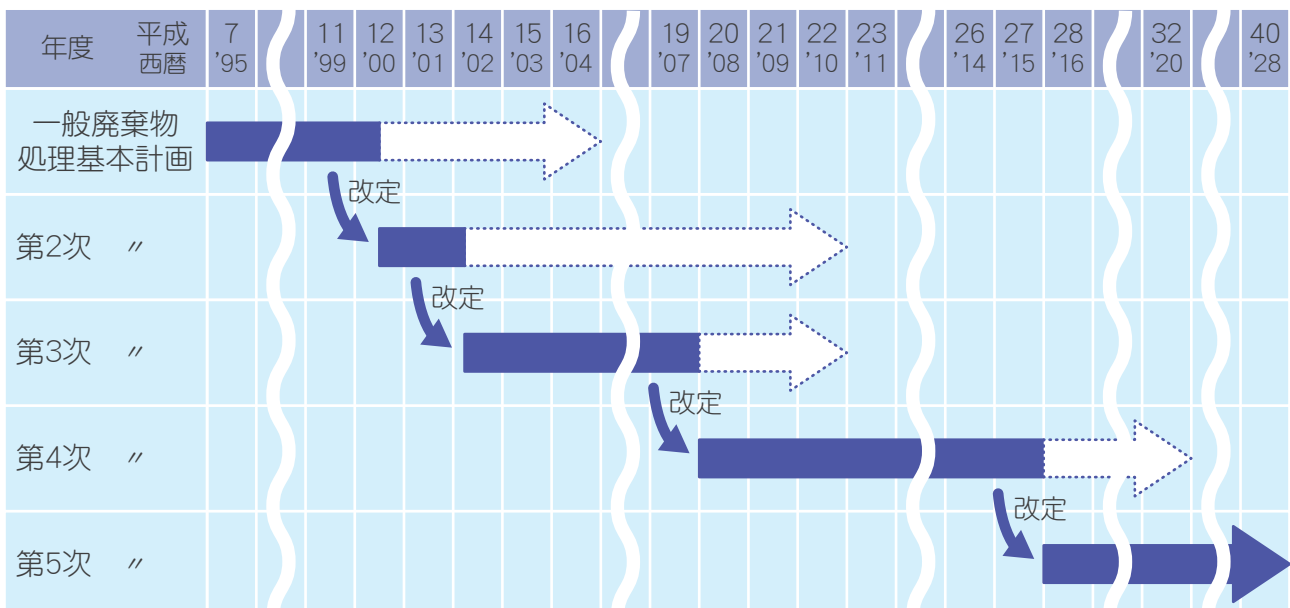 年度 平成 7 11 12 13 14 15 16 19 20 21 22 23 26 27 28 32 40
西暦 '95 '99 '00 '01 '02 '03 '04 '07 '08 '09 '10 '11 '14 '15 '16 '20 '28
一般廃棄物
処理基本計画
改定
第2次 〃
改定
第3次 〃
改定
第4次 〃
改定
第5次 〃